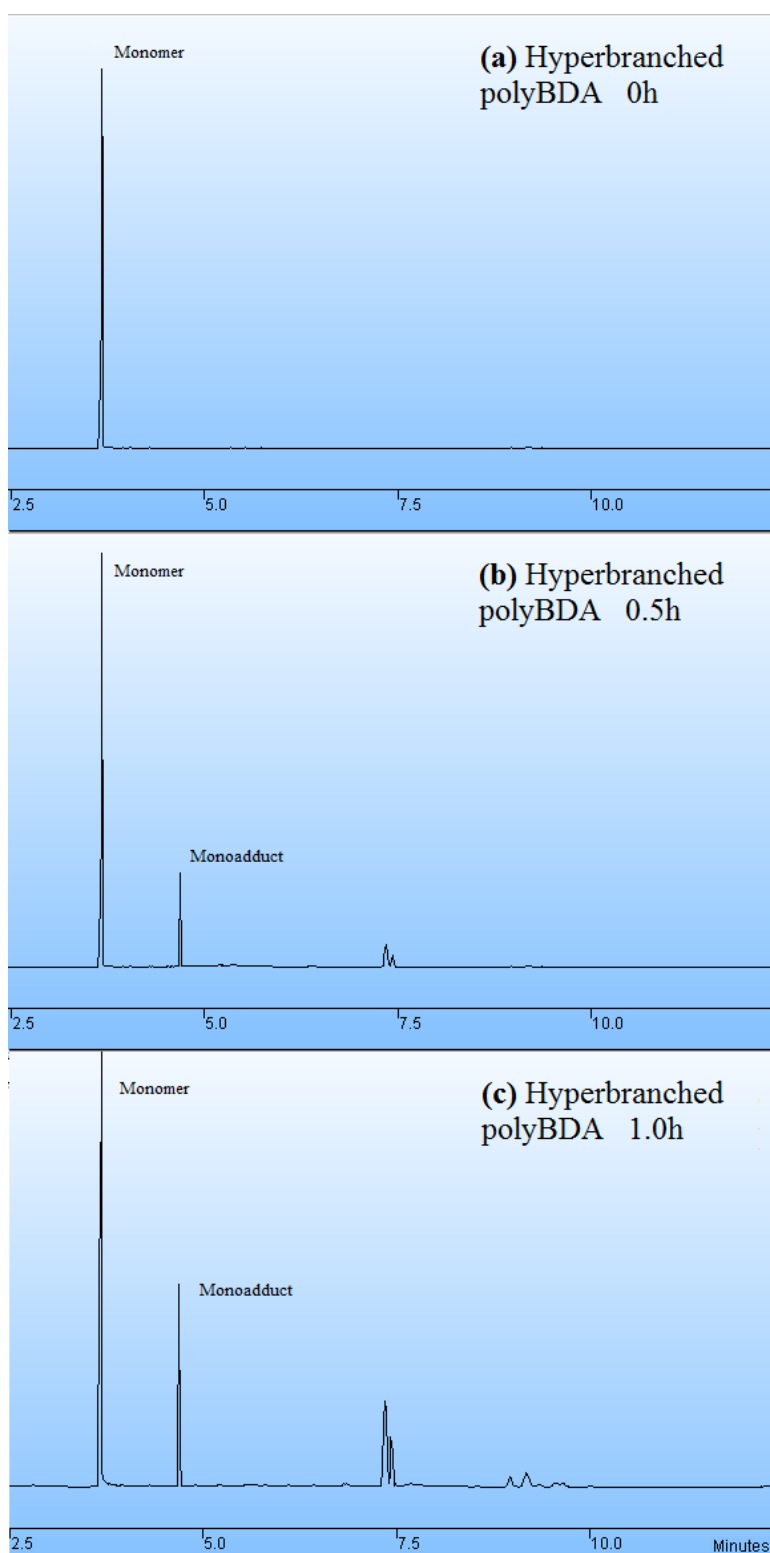 Monomer
(a) Hyperbranched
polyBDA 0h
2.5 5.0 7.5 10.0
Monomer
(b) Hyperbranched
polyBDA 0.5h
Monoadduct
2.5 5.0 7.5 10.0
Monomer
(c) Hyperbranched
polyBDA 1.0h
Monoadduct
2.5 5.0 7.5 10.0 Minutes